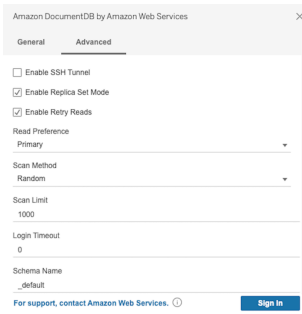 Amazon DocumentDB by Amazon Web Services
General Advanced
Enable SSH Tunnel
Enable Replica Set Mode
Enable Retry Reads
Read Preference
Primary
Scan Method
Random
Scan Limit
1000
Login Timeout
0
Schema Name
_default
For support, contact Amazon Web Services. Sign In